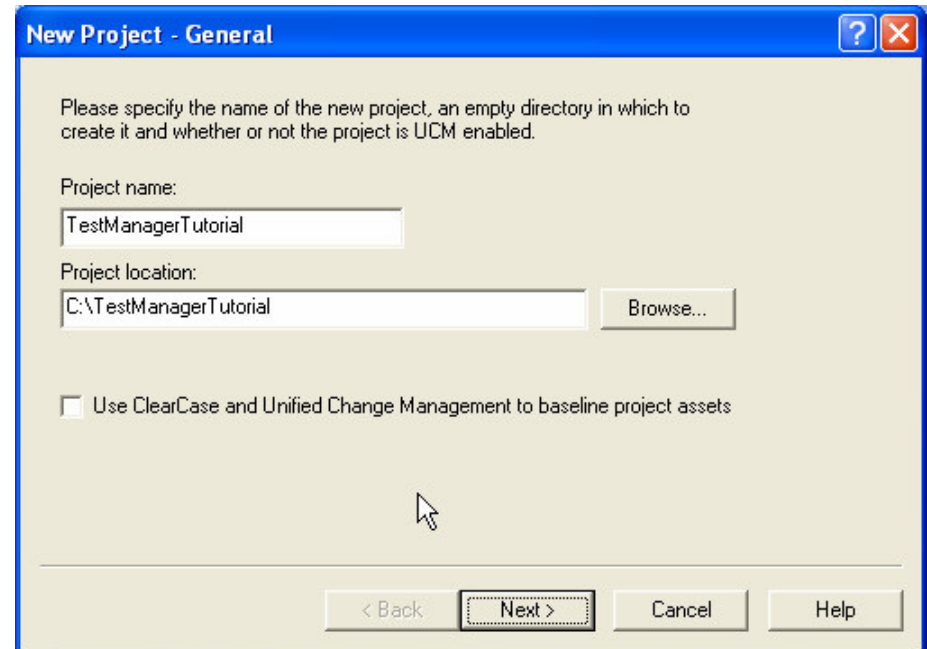 New Project - General
Please specify the name of the new project, an empty directory in which to
create it and whether or not the project is UCM enabled.
Project name:
TestManagerTutorial
Project location:
C:\TestManagerTutorial
Browse...
Use ClearCase and Unified Change Management to baseline project assets
< Back
Next >
Cancel
Help